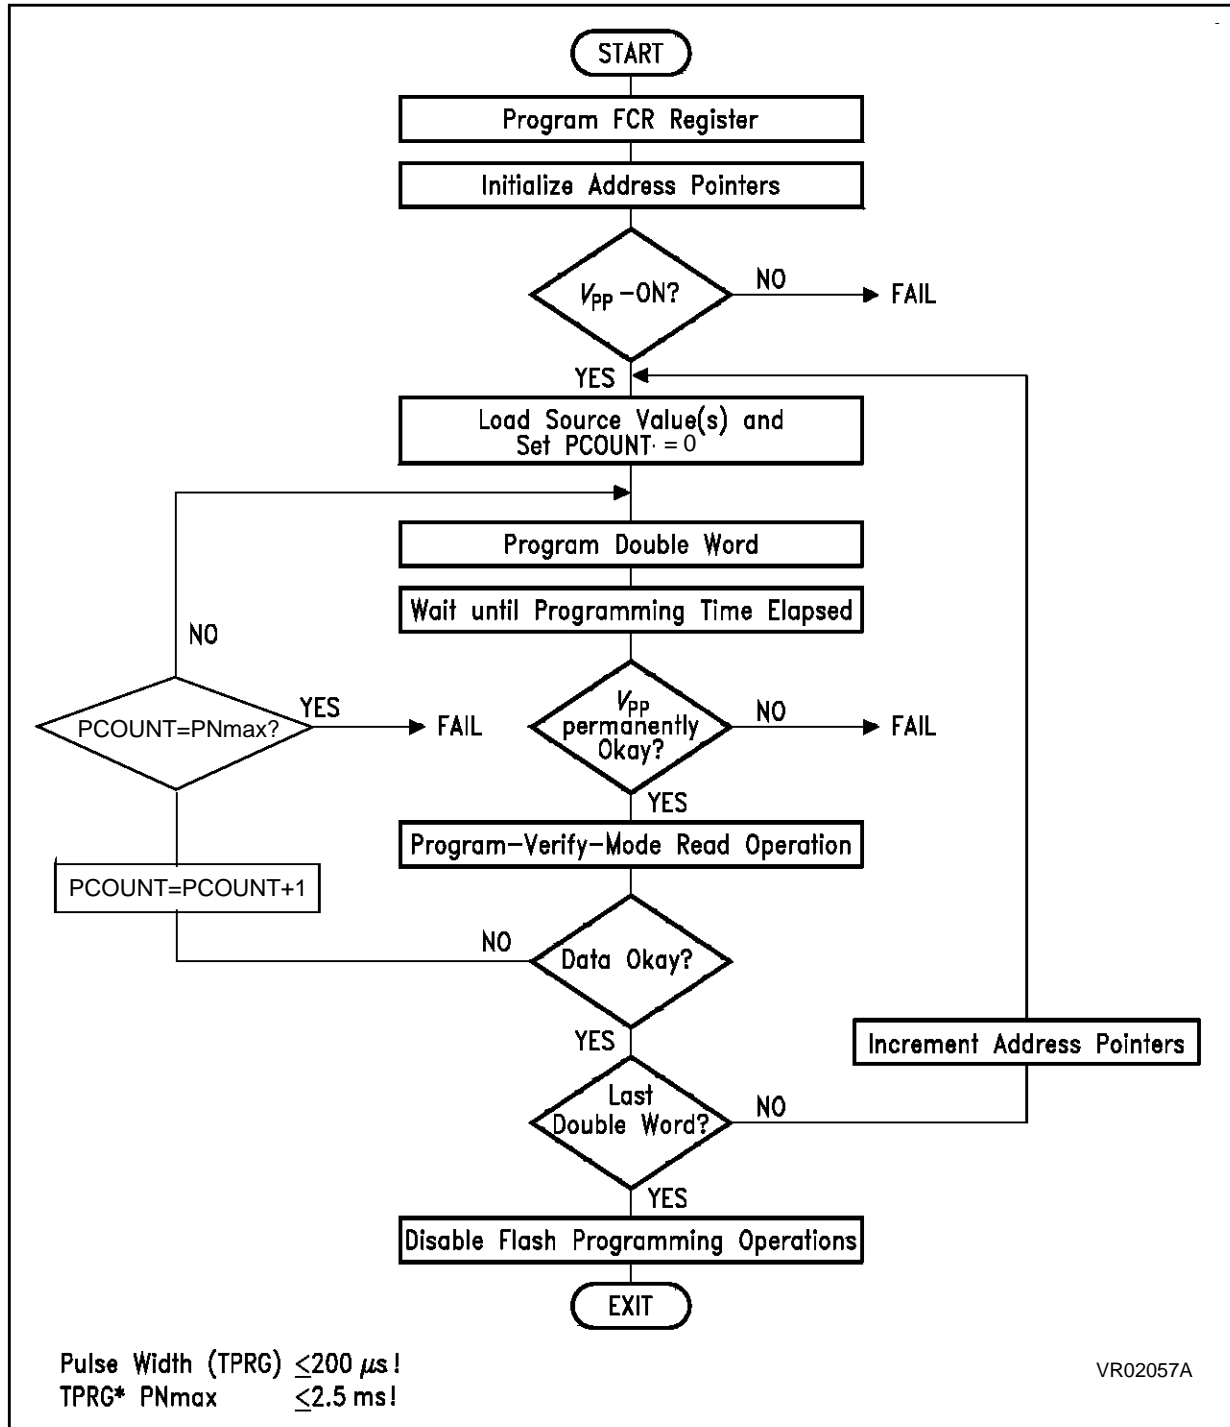 START
Program FCR Register
Initialize Address Pointers
VPP-ON?
NO
FAIL
YES
Load Source Value(s) and
Set PCOUNT = 0
Program Double Word
Wait until Programming Time Elapsed
NO
PCOUNT=PNmax?
YES
FAIL
VPP
permanently
Okay?
NO
FAIL
YES
Program-Verify-Mode Read Operation
PCOUNT=PCOUNT+1
NO
Data Okay?
YES
Increment Address Pointers
Last
Double Word?
NO
YES
Disable Flash Programming Operations
EXIT
Pulse Width (TPRG) ≤200 μs!
TPRG* PNmax ≤2.5 ms!
VR02057A